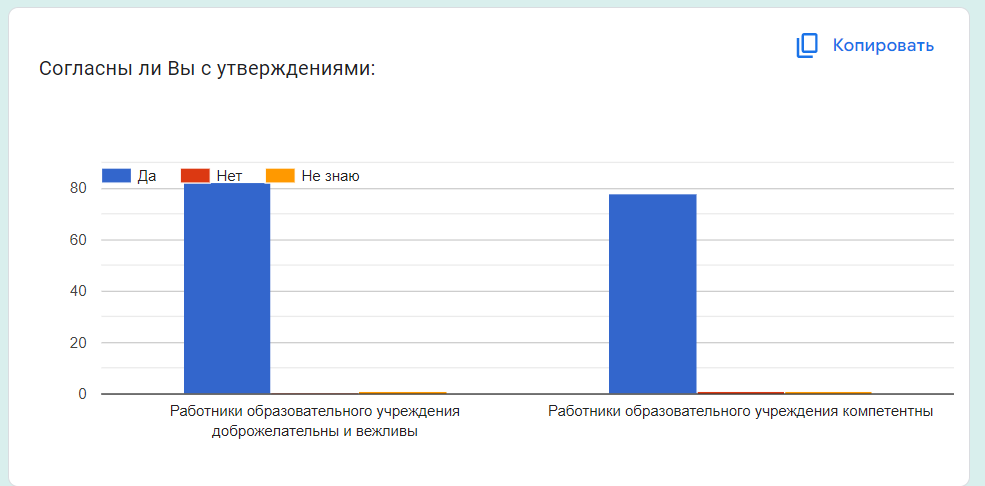 Копировать
Согласны ли Вы с утверждениями:
Да Нет Не знаю
80
60
40
20
0
Работники образовательного учреждения
доброжелательны и вежливы
Работники образовательного учреждения компетентны